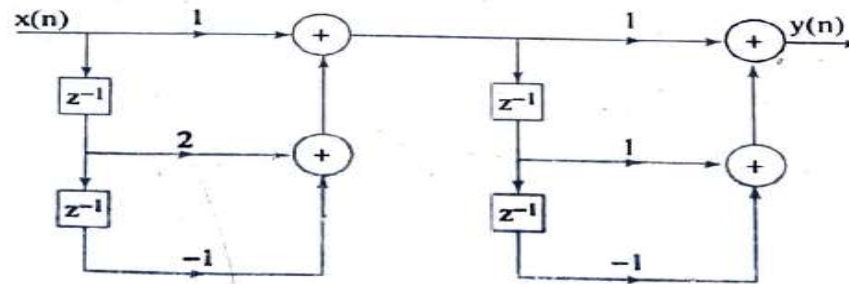 x(n) 1 + 1 + y(n)
z⁻¹ z⁻¹
2 + 1 +
z⁻¹ z⁻¹
−1 −1